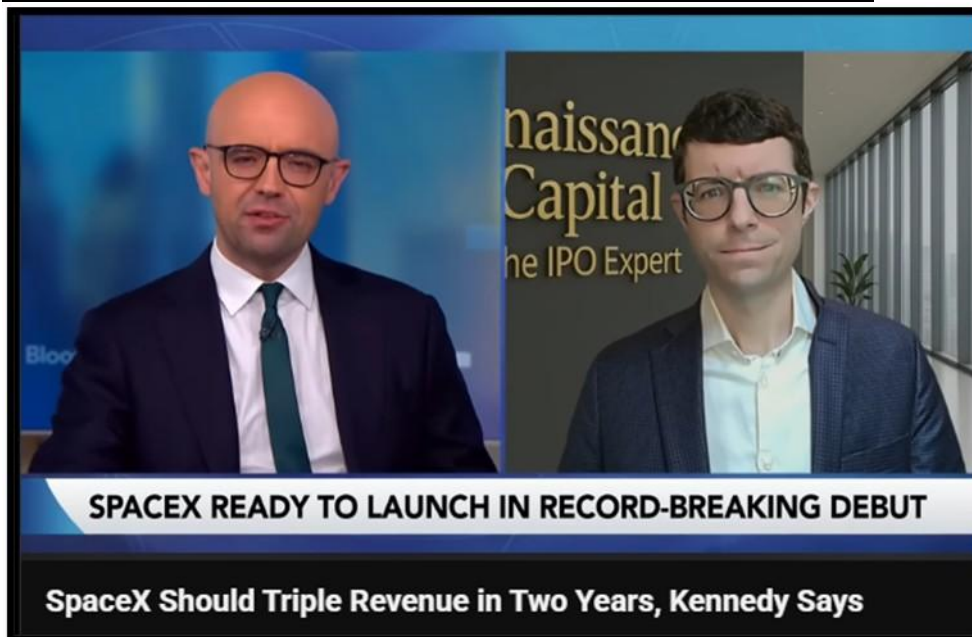 naissan
Capital
he IPO Expert
Bloo
SPACEX READY TO LAUNCH IN RECORD-BREAKING DEBUT
SpaceX Should Triple Revenue in Two Years, Kennedy Says